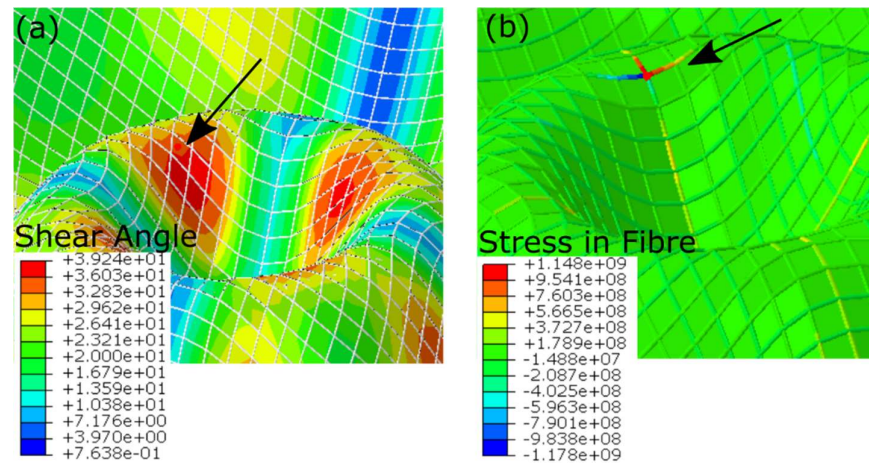 (a)
Shear Angle
+3.924e+01
+3.603e+01
+3.283e+01
+2.962e+01
+2.641e+01
+2.321e+01
+2.000e+01
+1.679e+01
+1.359e+01
+1.038e+01
+7.176e+00
+3.970e+00
+7.638e-01
(b)
Stress in Fibre
+1.148e+09
+9.541e+08
+7.603e+08
+5.665e+08
+3.727e+08
+1.789e+08
-1.488e+07
-2.087e+08
-4.025e+08
-5.963e+08
-7.901e+08
-9.838e+08
-1.178e+09